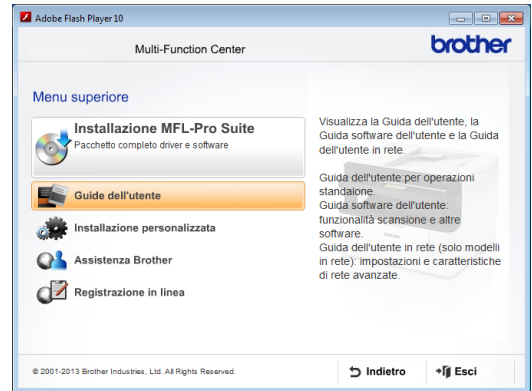 Adobe Flash Player 10
Multi-Function Center
brother
Menu superiore
Installazione MFL-Pro Suite
Pacchetto completo driver e software
Guide dell'utente
Installazione personalizzata
Assistenza Brother
Registrazione in linea
Visualizza la Guida dell'utente, la
Guida software dell'utente e la Guida
dell'utente in rete.
Guida dell'utente:per operazioni
standalone.
Guida software dell'utente:
funzionalità scansione e altre
software.
Guida dell'utente in rete (solo modelli
in rete): impostazioni e caratteristiche
di rete avanzate.
© 2001-2013 Brother Industries, Ltd. All Rights Reserved.
Indietro
Esci